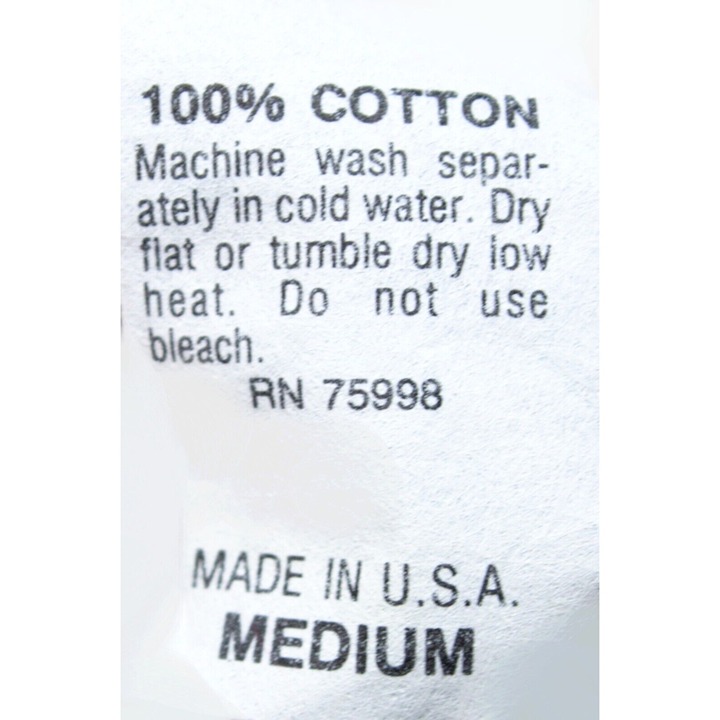 100% COTTON
Machine wash separ-
ately in cold water. Dry
flat or tumble dry low
heat. Do not use
bleach.
RN 75998
MADE IN U.S.A.
MEDIUM